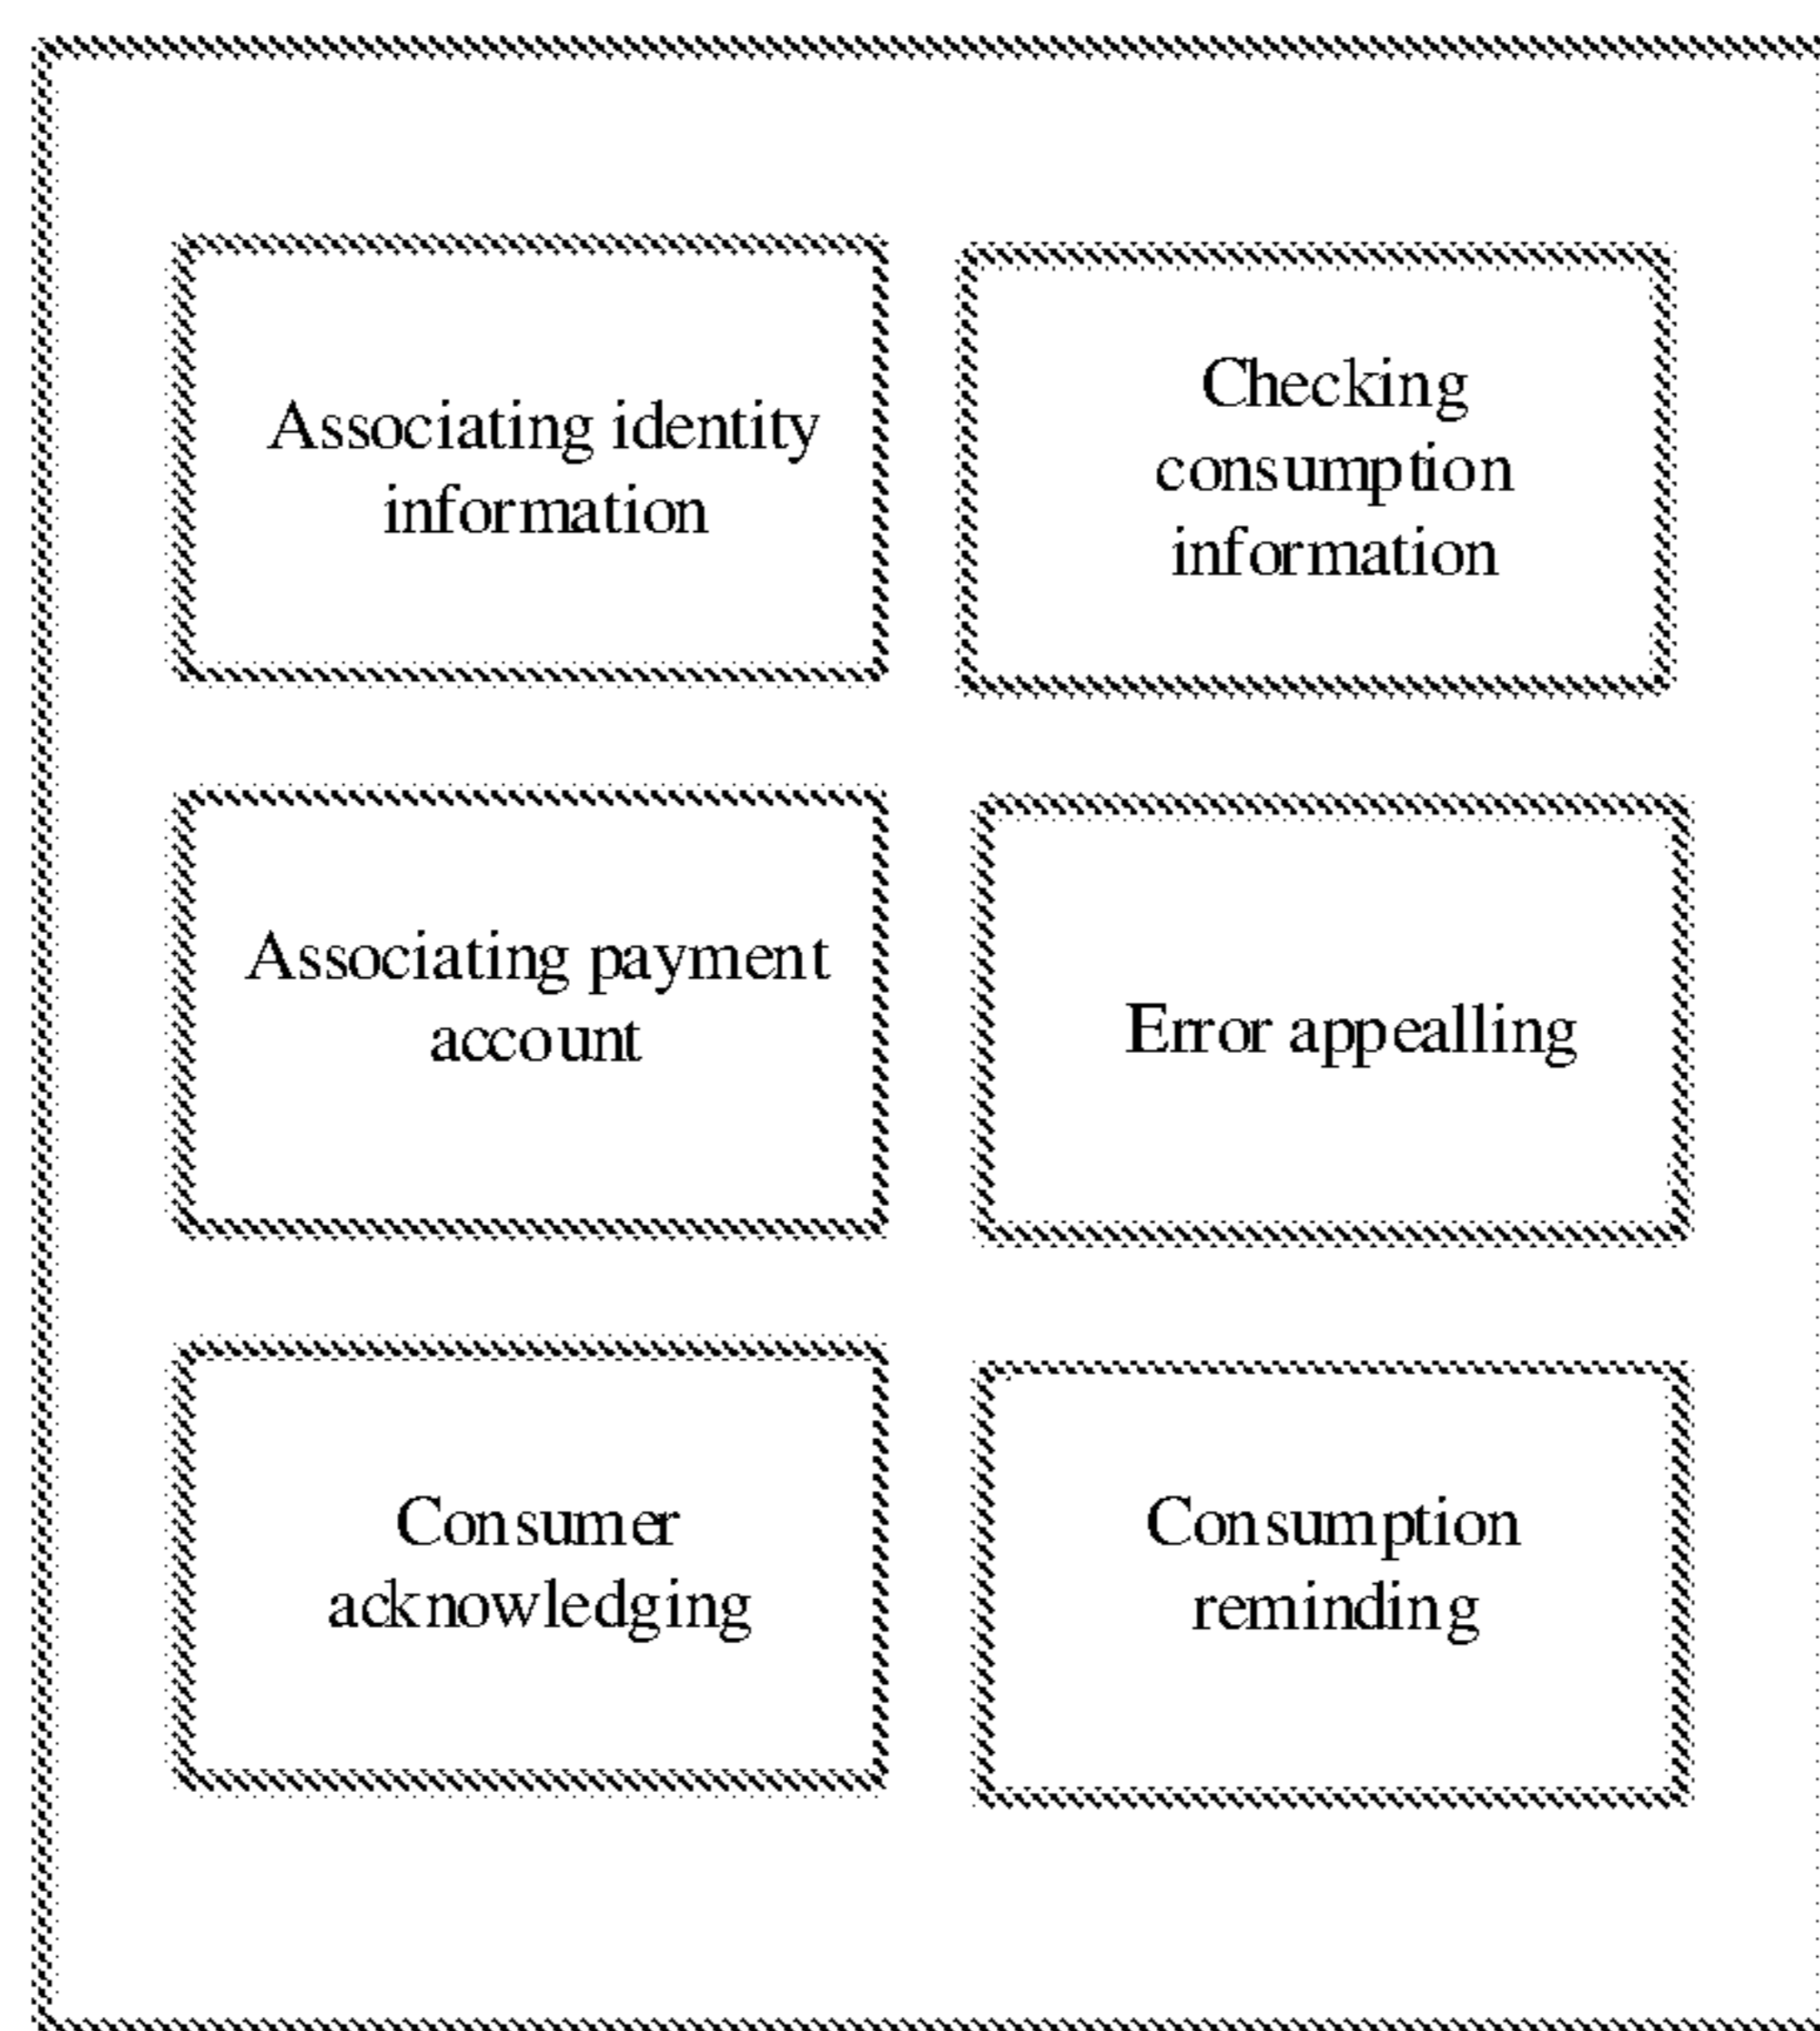 Associating identity
information
Checking
consumption
information
Associating payment
account
Error appealling
Consumer
acknowledging
Consumption
reminding